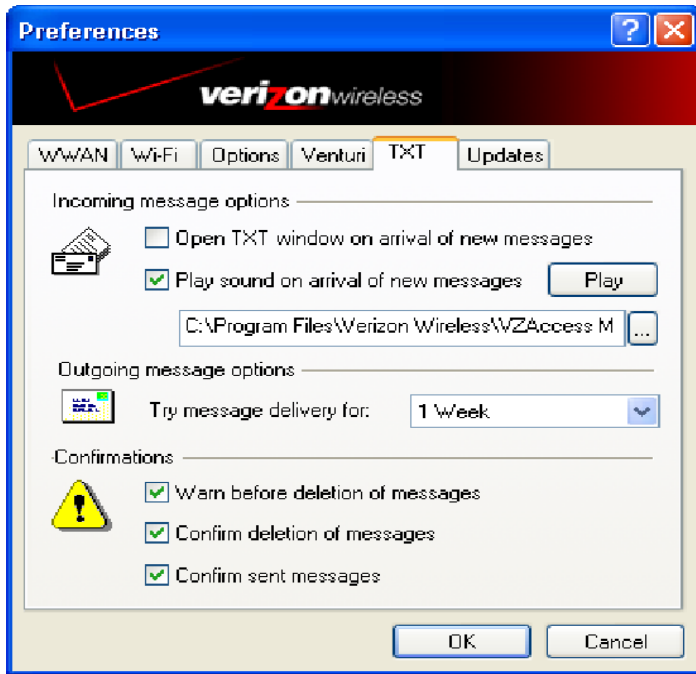 Preferences
verizonwireless
WWAN Wi-Fi Options Venturi TXT Updates
Incoming message options
Open TXT window on arrival of new messages
Play sound on arrival of new messages Play
C:\Program Files\Verizon Wireless\VZAccess M ...
Outgoing message options
Try message delivery for: 1 Week
Confirmations
Warn before deletion of messages
Confirm deletion of messages
Confirm sent messages
OK Cancel